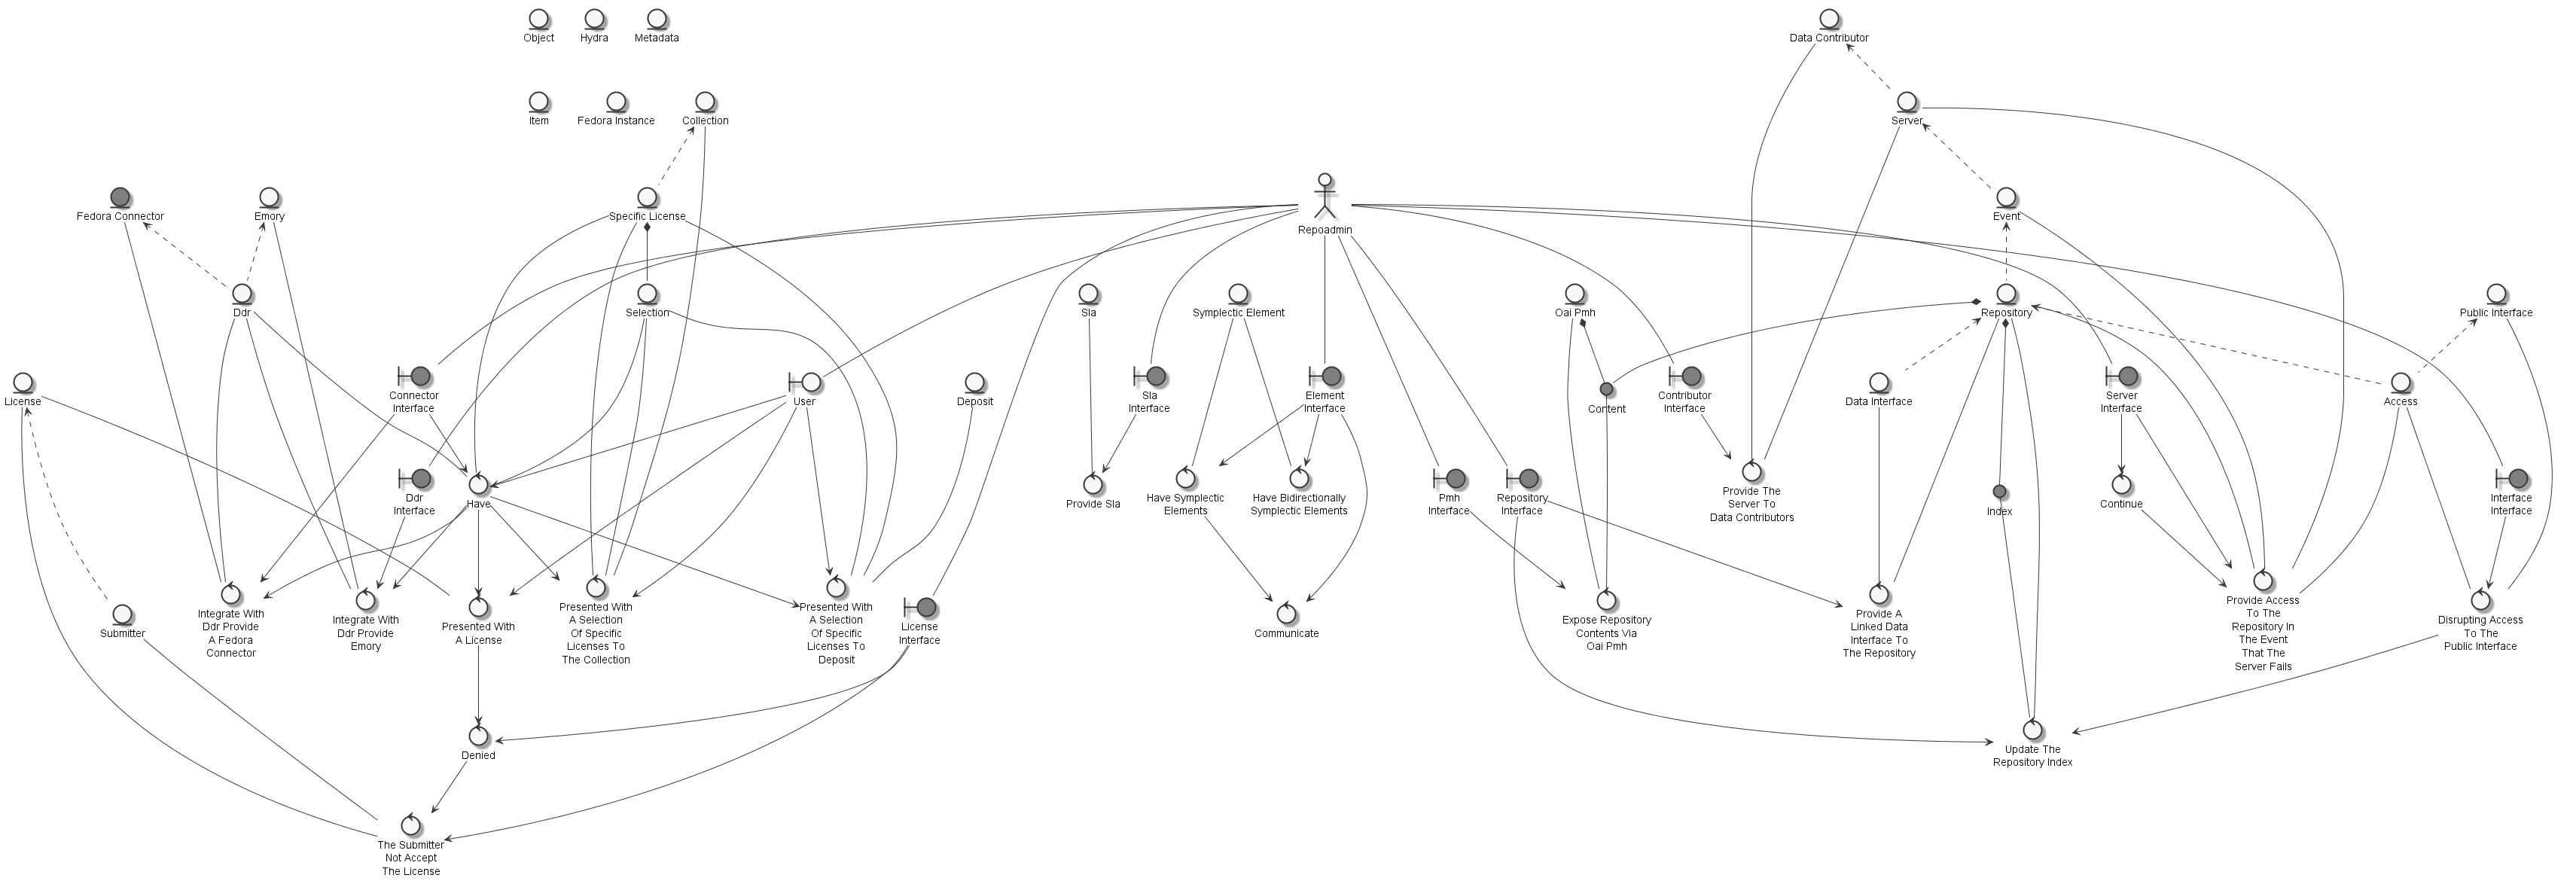 Object
Hydra
Metadata
Data Contributor
Item
Fedora Instance
Collection
Server
Fedora Connector
Emory
Specific License
Repoadmin
Event
Ddr
Selection
Sla
Symplectic Element
Oai Pmh
Repository
Public Interface
License
Connector
Interface
User
Deposit
Sla
Interface
Element
Interface
Content
Contributor
Interface
Data Interface
Server
Interface
Access
Ddr
Interface
Have
Provide Sla
Have Symplectic
Elements
Have Bidirectionally
Symplectic Elements
Pmh
Interface
Repository
Interface
Provide The
Server To
Data Contributors
Index
Continue
Interface
Interface
Submitter
Integrate With
Ddr Provide
A Fedora
Connector
Integrate With
Ddr Provide
Emory
Presented With
A License
Presented With
A Selection
Of Specific
Licenses To
The Collection
Presented With
A Selection
Of Specific
Licenses To
Deposit
License
Interface
Communicate
Expose Repository
Contents Via
Oai Pmh
Provide A
Linked Data
Interface To
The Repository
Provide Access
To The
Repository In
The Event
That The
Server Fails
Disrupting Access
To The
Public Interface
Denied
Update The
Repository Index
The Submitter
Not Accept
The License